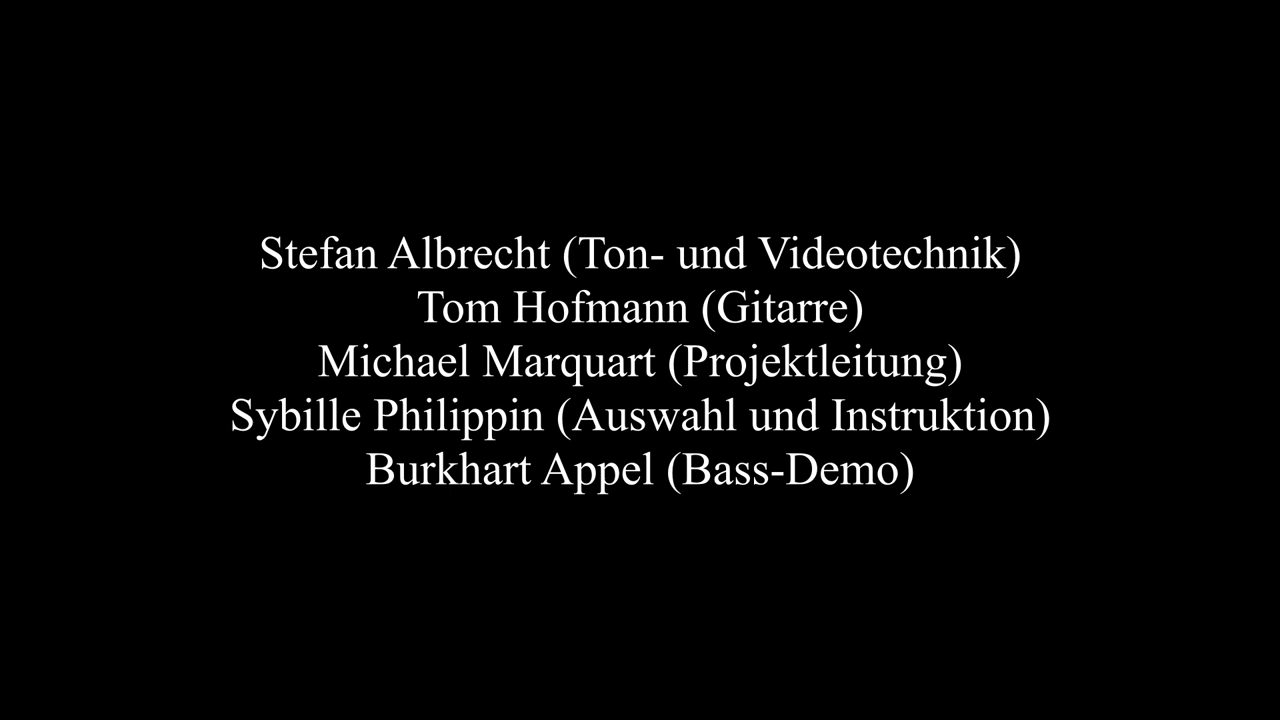 Stefan Albrecht (Ton- und Videotechnik)
Tom Hofmann (Gitarre)
Michael Marquart (Projektleitung)
Sybille Philippin (Auswahl und Instruktion)
Burkhart Appel (Bass-Demo)